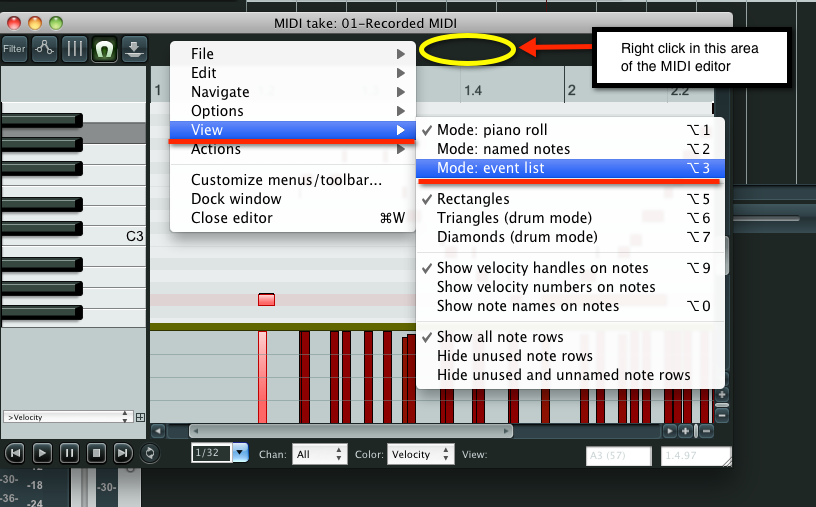 MIDI take: 01-Recorded MIDI
Filter
Right click in this area
of the MIDI editor
File
Edit
Navigate
Options
View
Actions
Customize menus/toolbar...
Dock window
Close editor ⌘W
1
1.4
2
2.2
✓ Mode: piano roll ⌥1
Mode: named notes ⌥2
Mode: event list ⌥3
✓ Rectangles ⌥5
Triangles (drum mode) ⌥6
Diamonds (drum mode) ⌥7
✓ Show velocity handles on notes ⌥9
Show velocity numbers on notes
Show note names on notes ⌥0
✓ Show all note rows
Hide unused note rows
Hide unused and unnamed note rows
C3
>Velocity
1/32 Chan: All Color: Velocity View: A3 (57) 1.4.97
-12
-30- -18 -30-
-36- -24